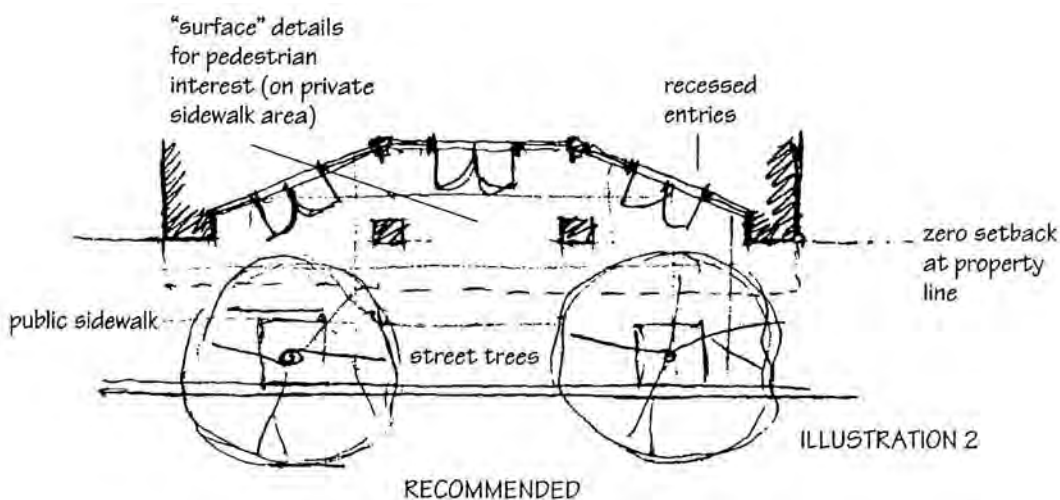 “surface” details
for pedestrian
interest (on private
sidewalk area)
recessed
entries
zero setback
at property
line
public sidewalk
street trees
ILLUSTRATION 2
RECOMMENDED